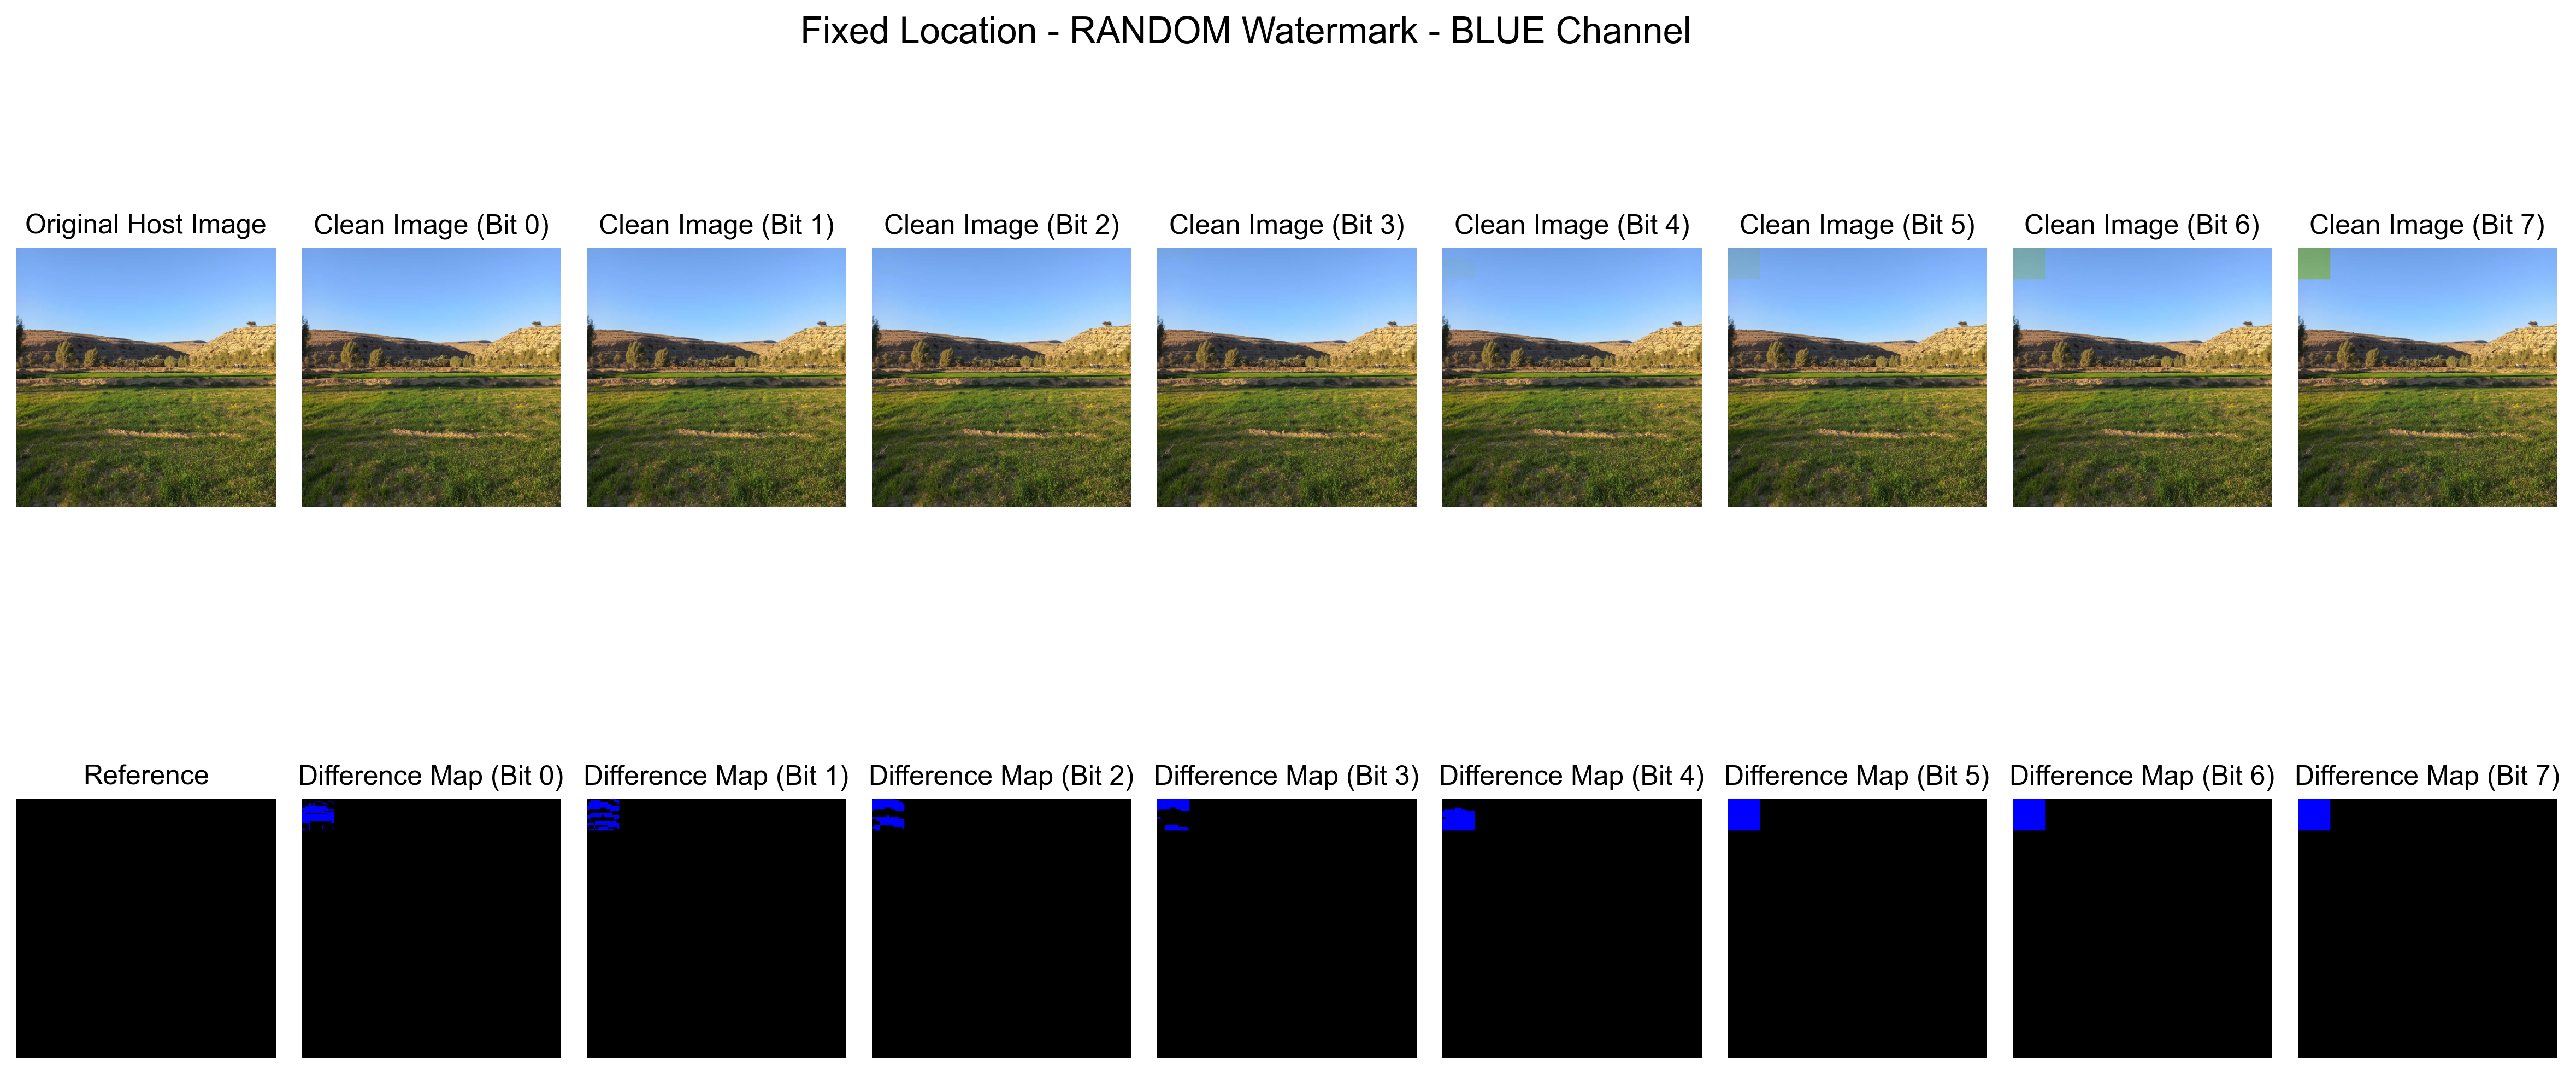 Fixed Location - RANDOM Watermark - BLUE Channel
Original Host Image
Clean Image (Bit 0)
Clean Image (Bit 1)
Clean Image (Bit 2)
Clean Image (Bit 3)
Clean Image (Bit 4)
Clean Image (Bit 5)
Clean Image (Bit 6)
Clean Image (Bit 7)
Reference
Difference Map (Bit 0)
Difference Map (Bit 1)
Difference Map (Bit 2)
Difference Map (Bit 3)
Difference Map (Bit 4)
Difference Map (Bit 5)
Difference Map (Bit 6)
Difference Map (Bit 7)